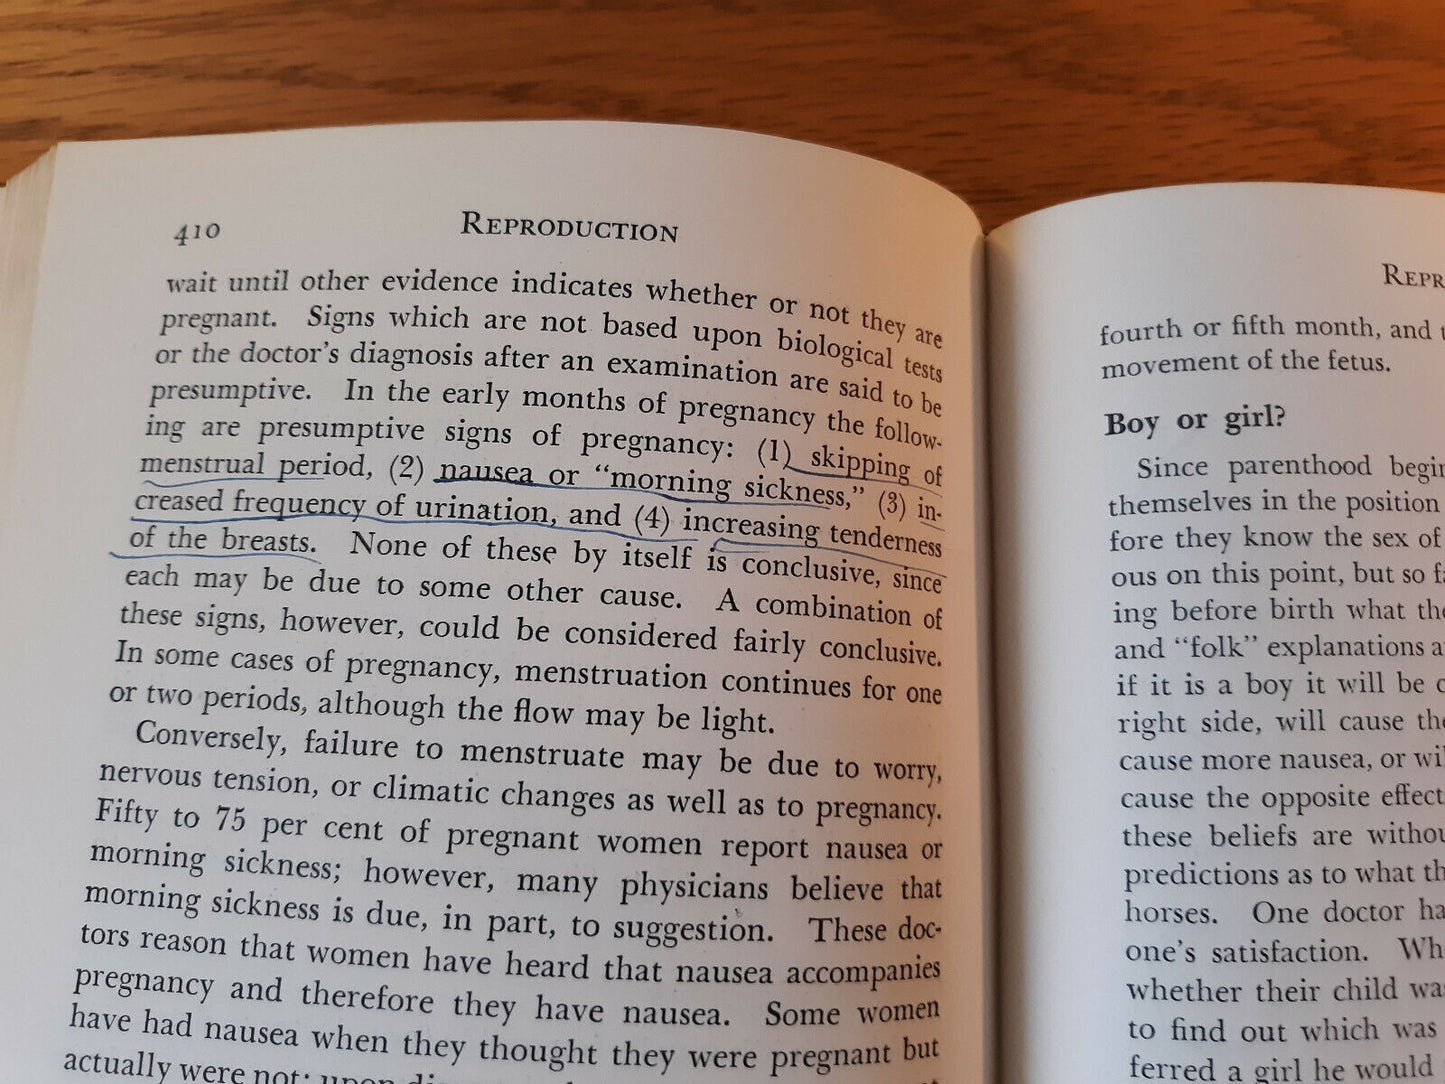 410
REPRODUCTION
wait until other evidence indicates whether or not they are
pregnant. Signs which are not based upon biological tests
or the doctor's diagnosis after an examination are said to be
presumptive. In the early months of pregnancy the follow-
ing are presumptive signs of pregnancy: (1) skipping of
menstrual period, (2) nausea or “morning sickness,” (3) in-
creased frequency of urination, and (4) increasing tenderness
of the breasts. None of these by itself is conclusive, since
each may be due to some other cause. A combination of
these signs, however, could be considered fairly conclusive.
In some cases of pregnancy, menstruation continues for one
or two periods, although the flow may be light.
Conversely, failure to menstruate may be due to worry,
nervous tension, or climatic changes as well as to pregnancy.
Fifty to 75 per cent of pregnant women report nausea or
morning sickness; however, many physicians believe that
morning sickness is due, in part, to suggestion. These doc-
tors reason that women have heard that nausea accompanies
pregnancy and therefore they have nausea. Some women
have had nausea when they thought they were pregnant but
actually were not; upon
REPR
fourth or fifth month, and
movement of the fetus.
Boy or girl?
Since parenthood begin
themselves in the position
fore they know the sex of
ous on this point, but so fa
ing before birth what the
and “folk” explanations a
if it is a boy it will be c
right side, will cause the
cause more nausea, or wil
cause the opposite effect
these beliefs are withou
predictions as to what th
horses. One doctor ha
one's satisfaction. Wh
whether their child was
to find out which was
ferred a girl he would